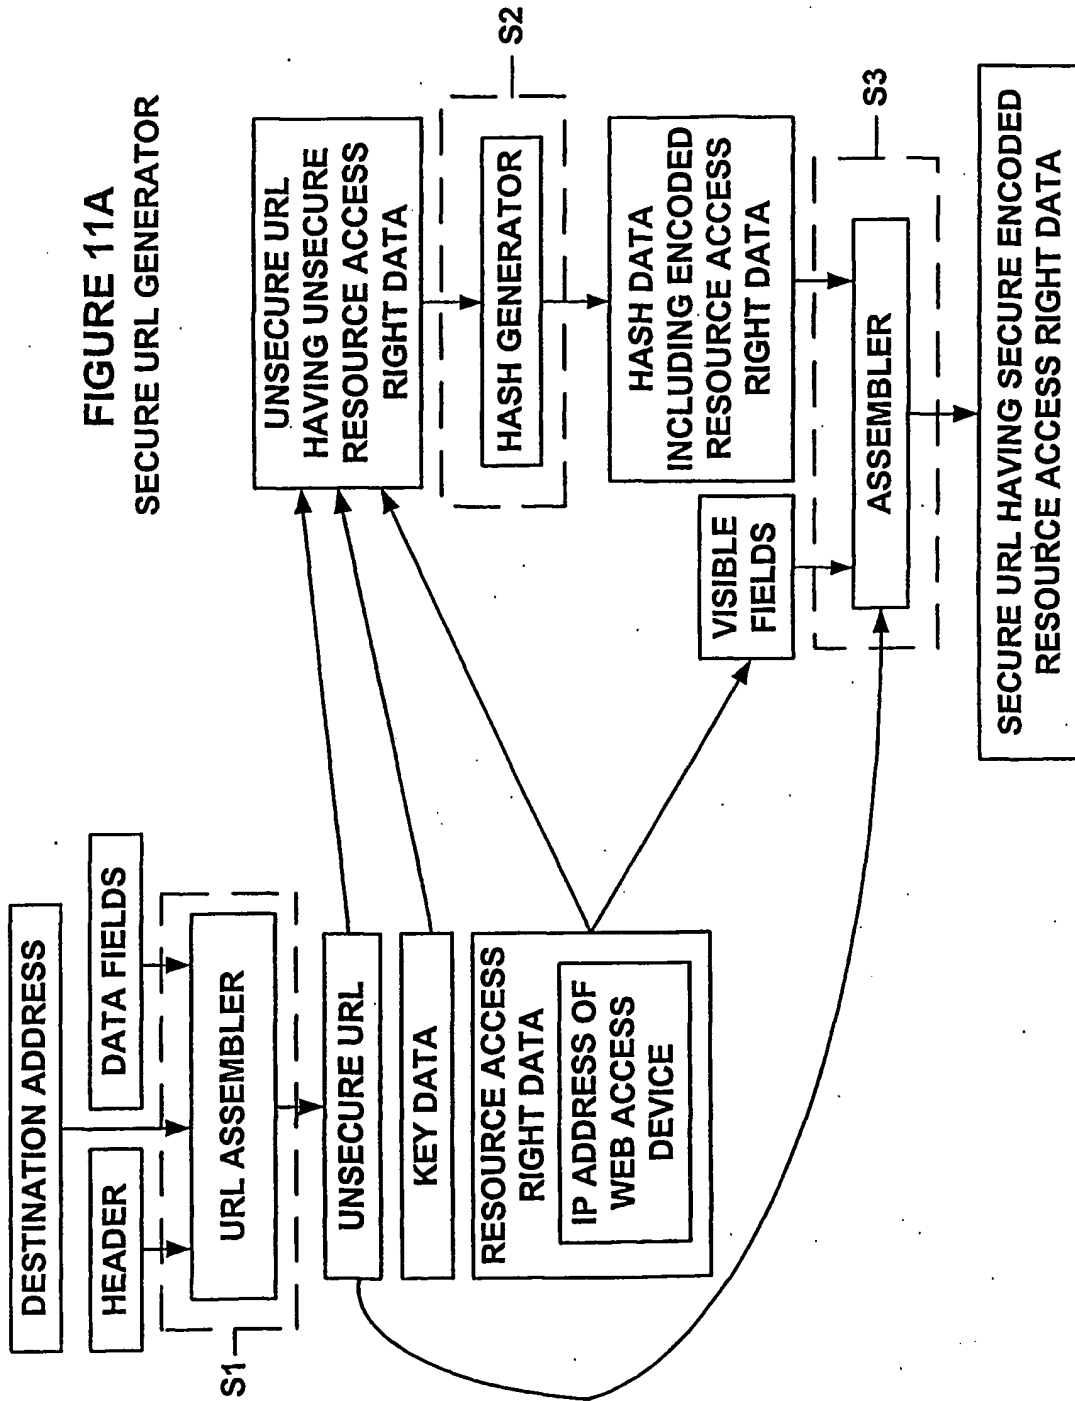 FIGURE 11A
SECURE URL GENERATOR
DESTINATION ADDRESS
HEADER
DATA FIELDS
URL ASSEMBLER
S1
UNSECURE URL
KEY DATA
RESOURCE ACCESS
RIGHT DATA
IP ADDRESS OF
WEB ACCESS
DEVICE
UNSECURE URL
HAVING UNSECURE
RESOURCE ACCESS
RIGHT DATA
HASH GENERATOR
S2
HASH DATA
INCLUDING ENCODED
RESOURCE ACCESS
RIGHT DATA
VISIBLE
FIELDS
ASSEMBLER
S3
SECURE URL HAVING SECURE ENCODED
RESOURCE ACCESS RIGHT DATA